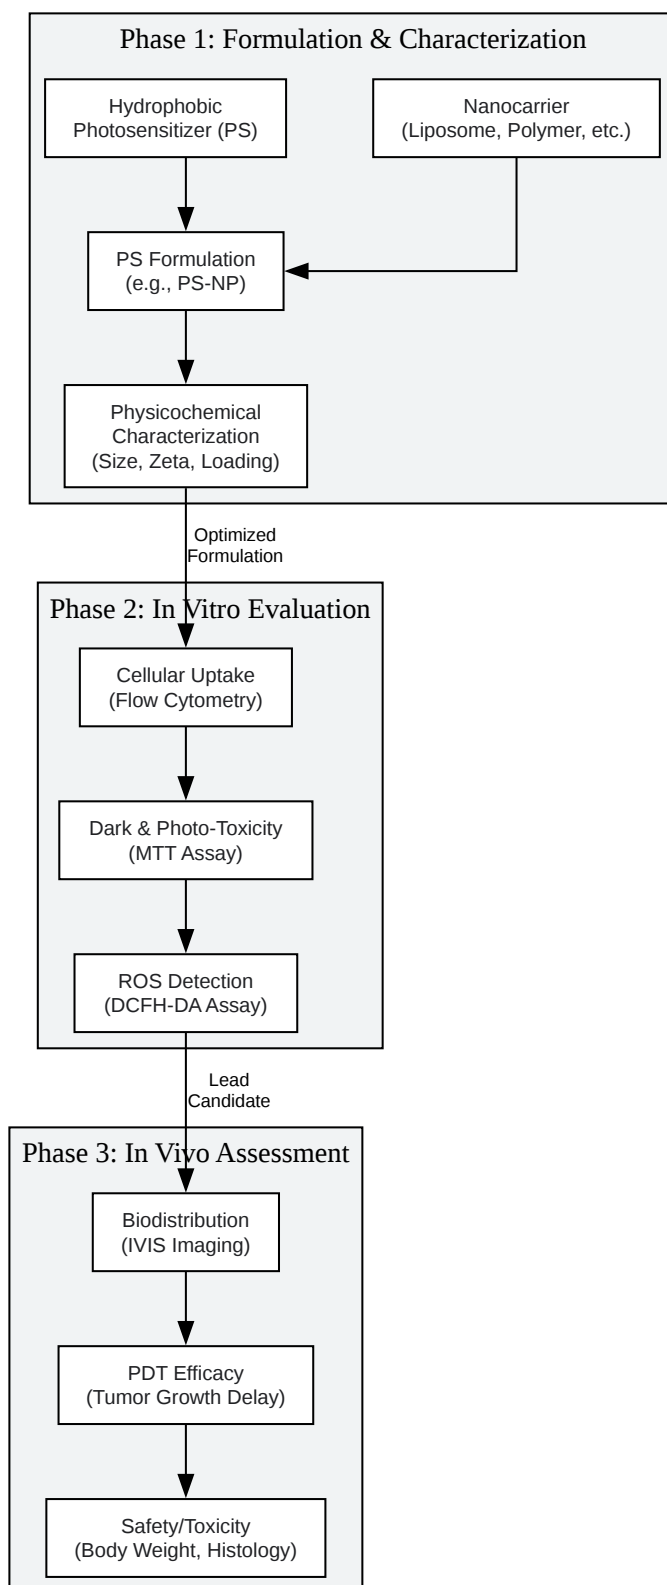 Phase 1: Formulation & Characterization
Hydrophobic
Photosensitizer (PS)
Nanocarrier
(Liposome, Polymer, etc.)
PS Formulation
(e.g., PS-NP)
Physicochemical
Characterization
(Size, Zeta, Loading)
Optimized
Formulation
Phase 2: In Vitro Evaluation
Cellular Uptake
(Flow Cytometry)
Dark & Photo-Toxicity
(MTT Assay)
ROS Detection
(DCFH-DA Assay)
Lead
Candidate
Phase 3: In Vivo Assessment
Biodistribution
(IVIS Imaging)
PDT Efficacy
(Tumor Growth Delay)
Safety/Toxicity
(Body Weight, Histology)